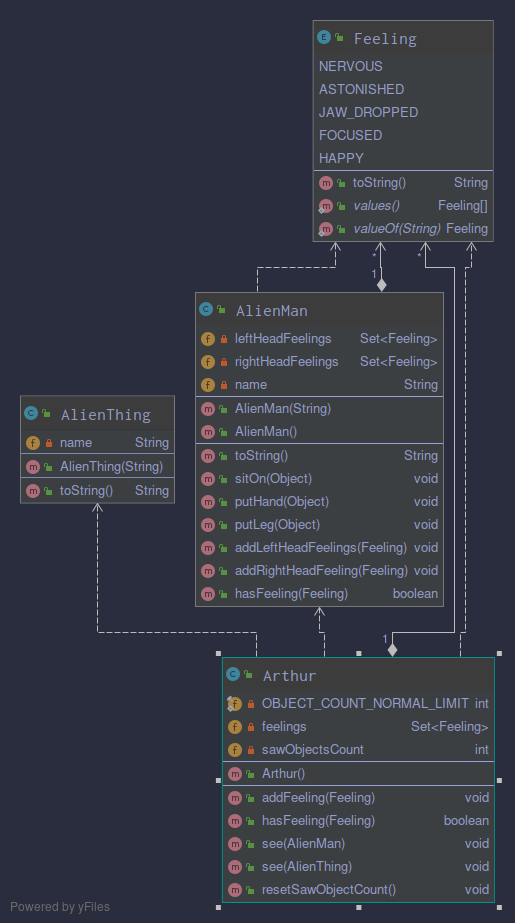 E Feeling
NERVOUS
ASTONISHED
JAW_DROPPED
FOCUSED
HAPPY
m toString() String
m values() Feeling[]
m valueOf(String) Feeling
* *
1
C AlienMan
f leftHeadFeelings Set<Feeling>
f rightHeadFeelings Set<Feeling>
f name String
m AlienMan(String)
m AlienMan()
m toString() String
m sitOn(Object) void
m putHand(Object) void
m putLeg(Object) void
m addLeftHeadFeelings(Feeling) void
m addRightHeadFeeling(Feeling) void
m hasFeeling(Feeling) boolean
C AlienThing
f name String
m AlienThing(String)
m toString() String
1
C Arthur
f OBJECT_COUNT_NORMAL_LIMIT int
f feelings Set<Feeling>
f sawObjectsCount int
m Arthur()
m addFeeling(Feeling) void
m hasFeeling(Feeling) boolean
m see(AlienMan) void
m see(AlienThing) void
m resetSawObjectCount() void
Powered by yFiles